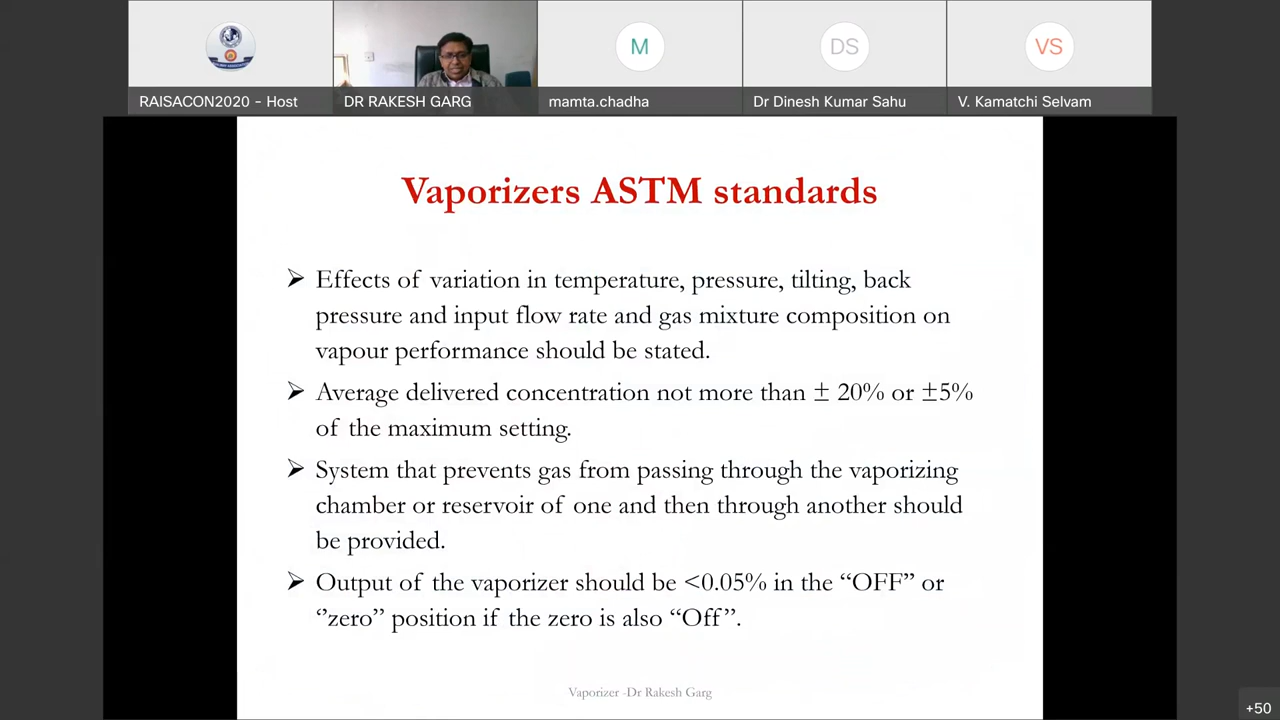 M
DS
VS
RAISACON2020 - Host
DR RAKESH GARG
mamta.chadha
Dr Dinesh Kumar Sahu
V. Kamatchi Selvam
Vaporizers ASTM standards
➢ Effects of variation in temperature, pressure, tilting, back
pressure and input flow rate and gas mixture composition on
vapour performance should be stated.
➢ Average delivered concentration not more than ± 20% or ±5%
of the maximum setting.
➢ System that prevents gas from passing through the vaporizing
chamber or reservoir of one and then through another should
be provided.
➢ Output of the vaporizer should be <0.05% in the “OFF” or
‘’zero” position if the zero is also “Off”.
Vaporizer -Dr Rakesh Garg
+50